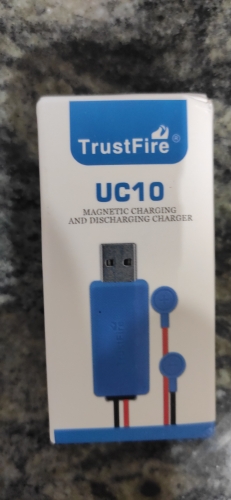 TrustFire®
UC10
MAGNETIC CHARGING
AND DISCHARGING CHARGER